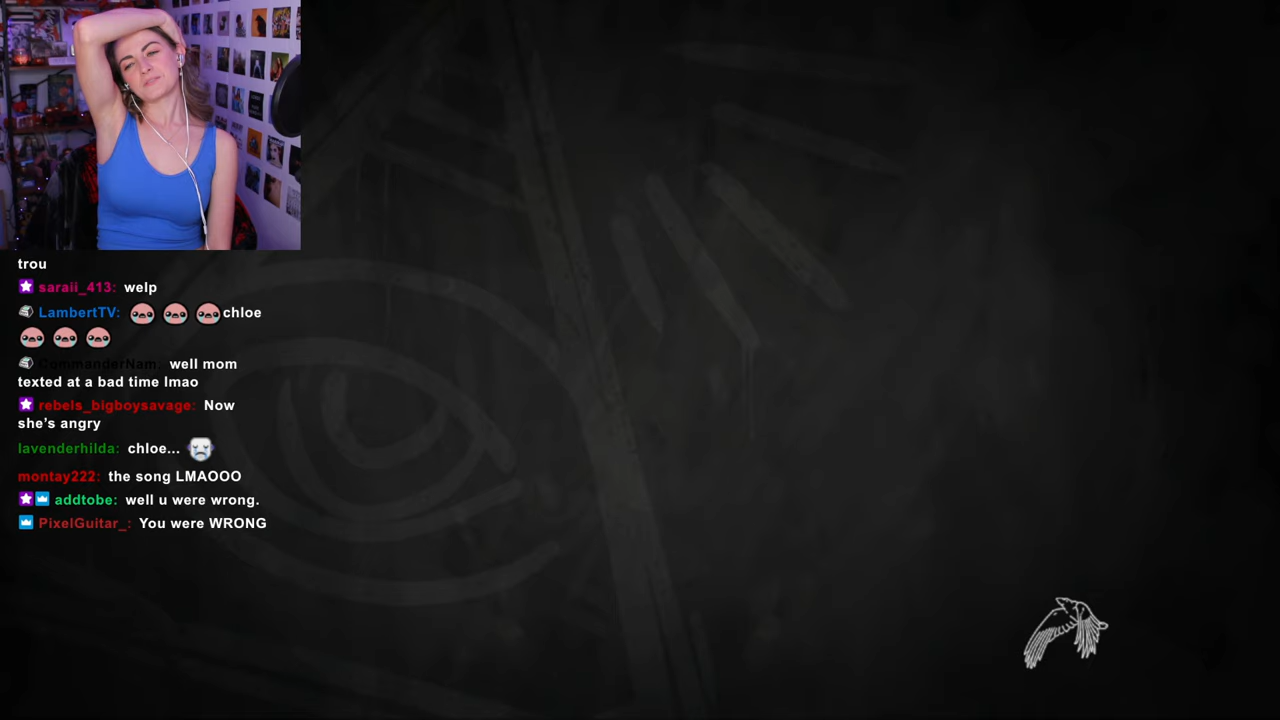 trou
saraii_413: welp
LambertTV: chloe
CommanderNam: well mom
texted at a bad time lmao
rebels_bigboysavage: Now
she's angry
lavenderhilda: chloe...
montay222: the song LMAOOO
addtobe: well u were wrong.
PixelGuitar_: You were WRONG